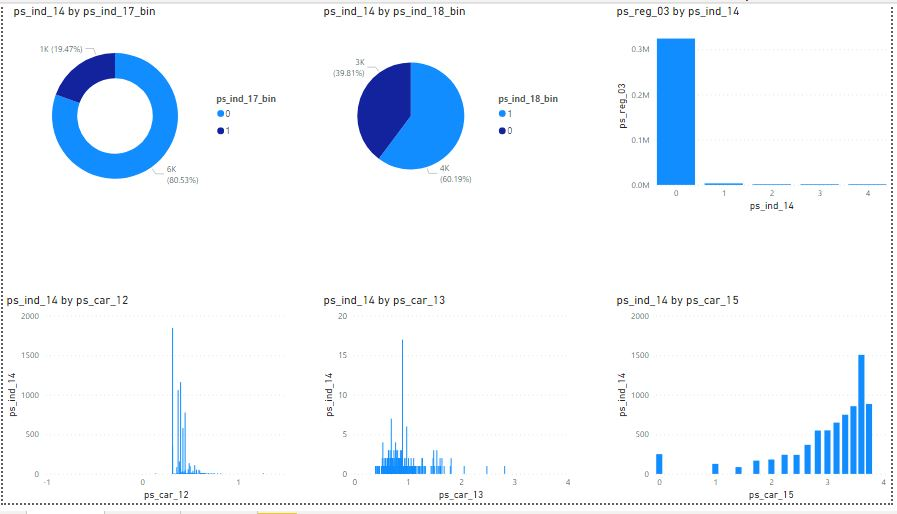 ps_ind_14 by ps_ind_17_bin
1K (19.47%)
6K
(80.53%)
ps_ind_17_bin
0
1
ps_ind_14 by ps_ind_18_bin
3K
(39.81%)
4K
(60.19%)
ps_ind_18_bin
1
0
ps_reg_03 by ps_ind_14
0.3M
0.2M
0.1M
0.0M
ps_reg_03
0 1 2 3 4
ps_ind_14
ps_ind_14 by ps_car_12
2000
1500
1000
500
0
ps_ind_14
-1 0 1
ps_car_12
ps_ind_14 by ps_car_13
20
15
10
5
0
ps_ind_14
0 1 2 3 4
ps_car_13
ps_ind_14 by ps_car_15
2000
1500
1000
500
0
ps_ind_14
0 1 2 3 4
ps_car_15